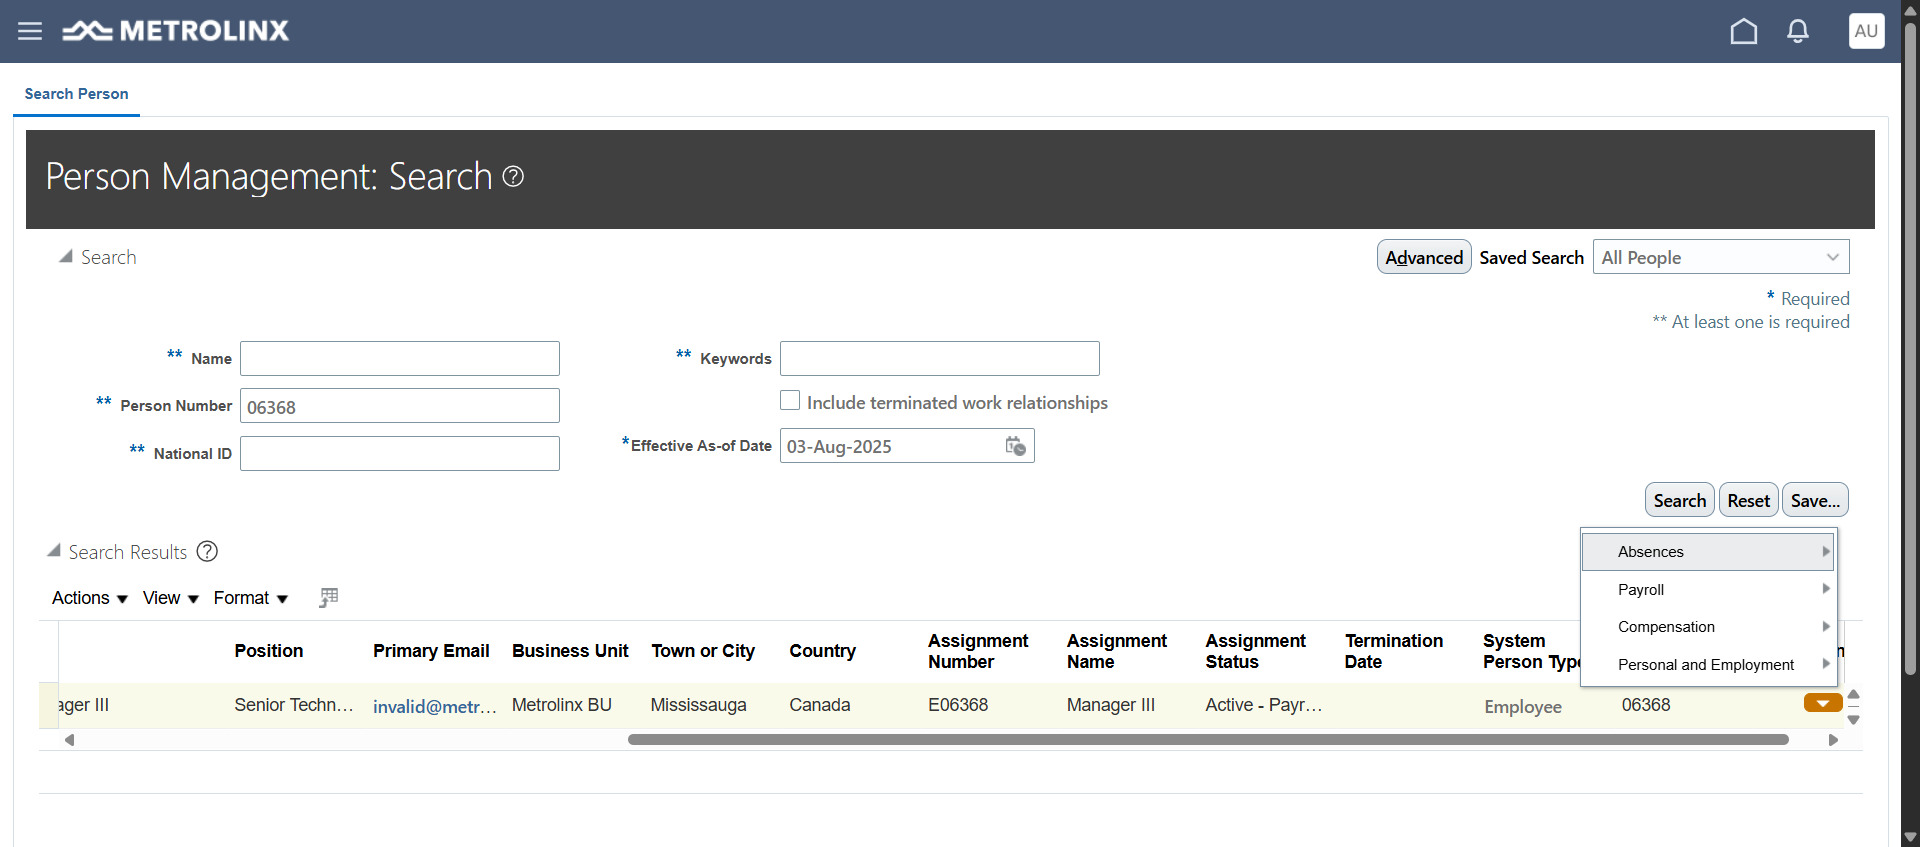 METROLINX
AU
Search Person
Person Management: Search
Search
Advanced Saved Search All People
* Required
** At least one is required
** Name
** Keywords
** Person Number 06368
Include terminated work relationships
** National ID
*Effective As-of Date 03-Aug-2025
Search Reset Save...
Search Results
Absences
Payroll
Compensation
Personal and Employment
Actions View Format
Position Primary Email Business Unit Town or City Country Assignment Number Assignment Name Assignment Status Termination Date System Person Type
ager III Senior Techn... invalid@metr... Metrolinx BU Mississauga Canada E06368 Manager III Active - Payr... Employee 06368